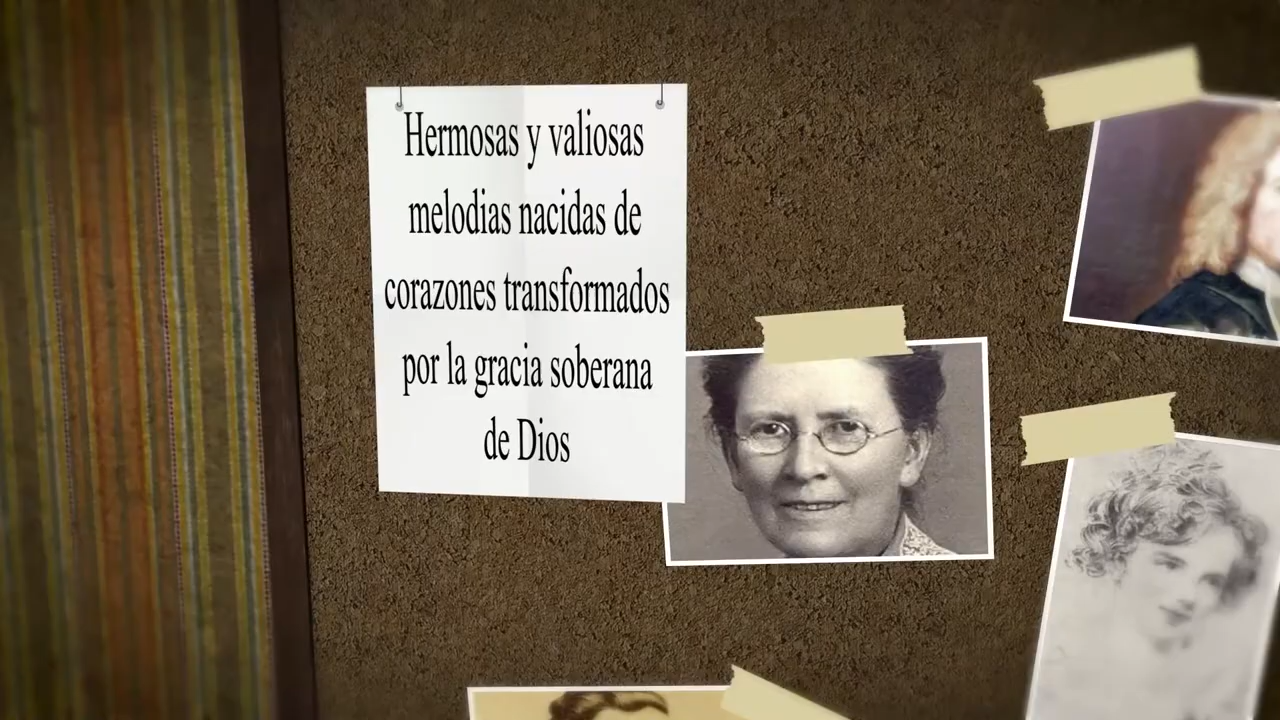 Hermosas y valiosas
melodias nacidas de
corazones transformados
por la gracia soberana
de Dios